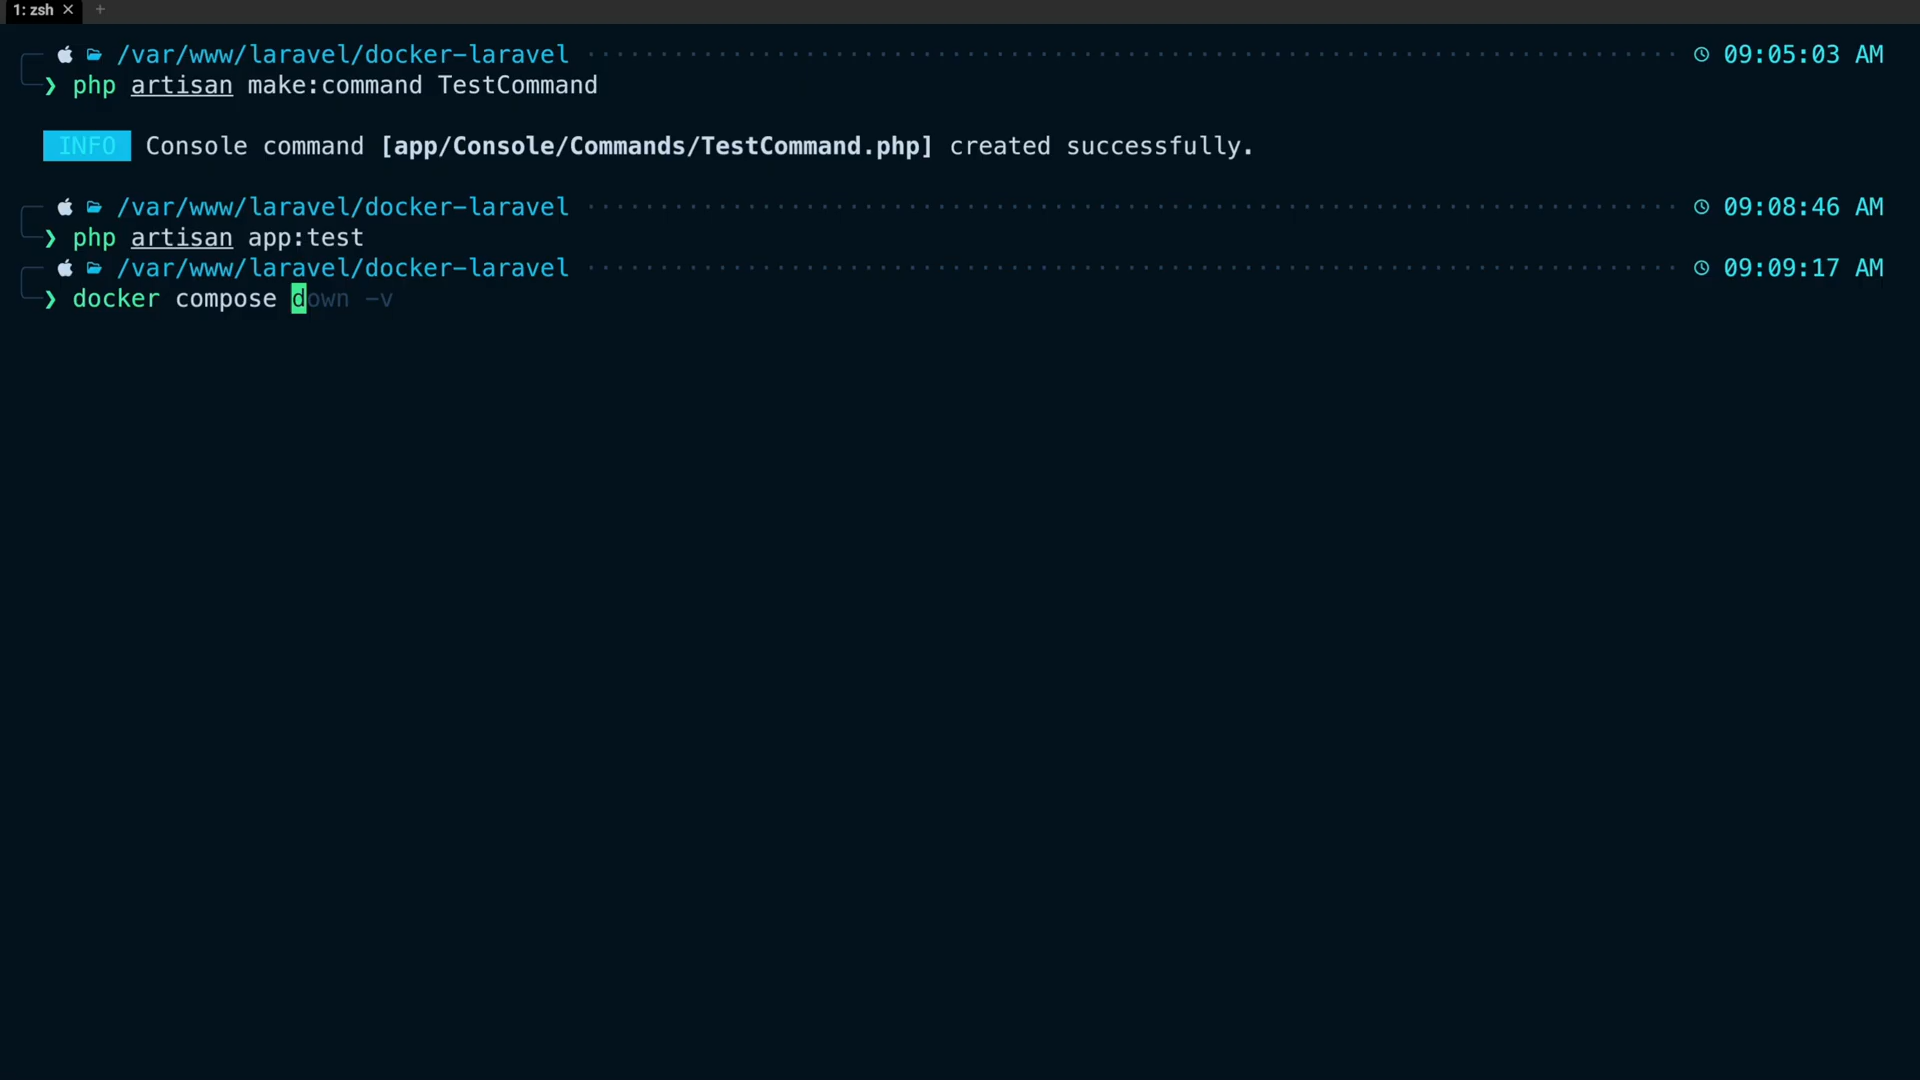 1: zsh ✕ +
/var/www/laravel/docker-laravel 09:05:03 AM
❯ php artisan make:command TestCommand
INFO Console command [app/Console/Commands/TestCommand.php] created successfully.
/var/www/laravel/docker-laravel 09:08:46 AM
❯ php artisan app:test
/var/www/laravel/docker-laravel 09:09:17 AM
❯ docker compose down -v